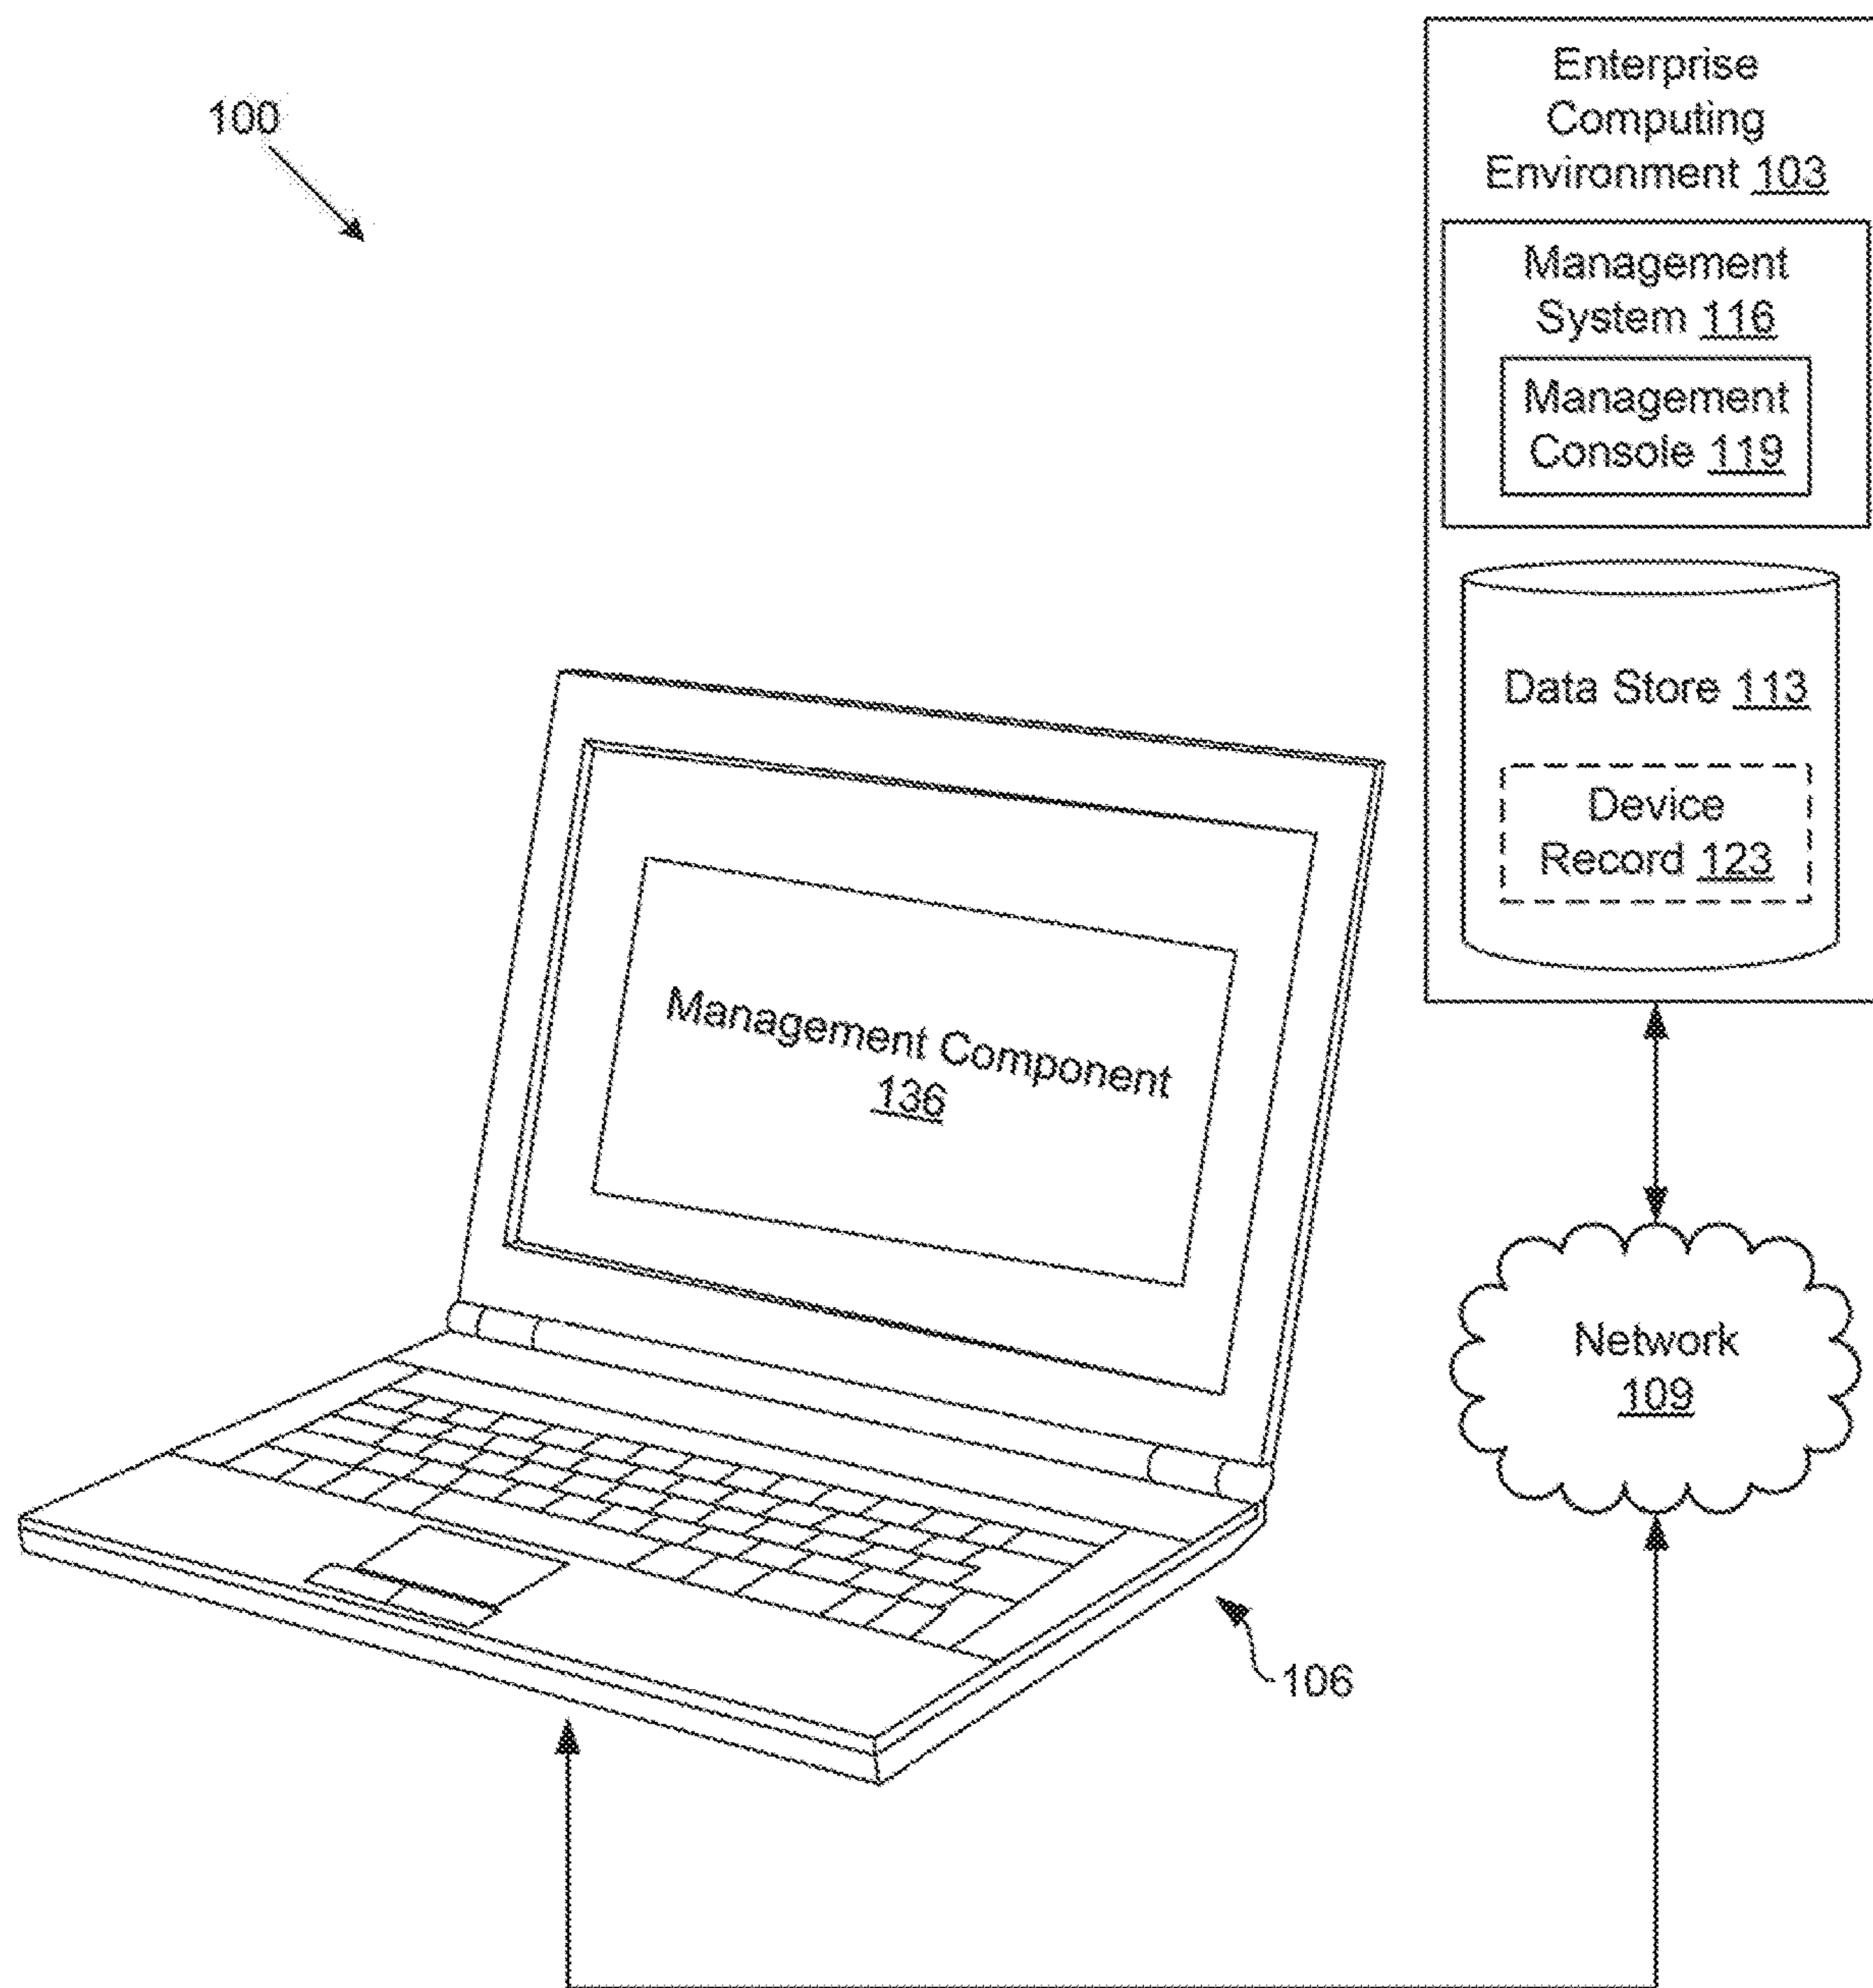 100
Enterprise
Computing
Environment 103
Management
System 116
Management
Console 119
Data Store 113
Device
Record 123
Management Component
136
Network
109
106